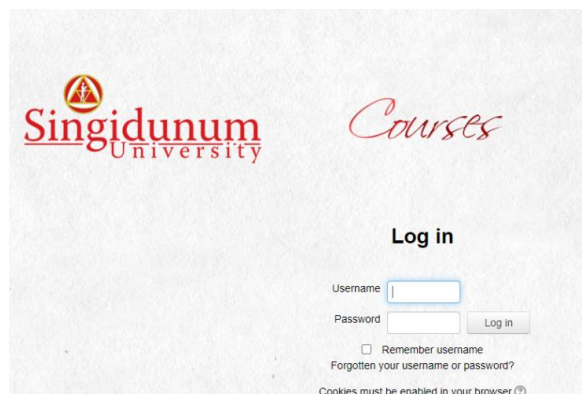 Singidunum
University
Courses
Log in
Username
Password
Log in
Remember username
Forgotten your username or password?
Cookies must be enabled in your browser